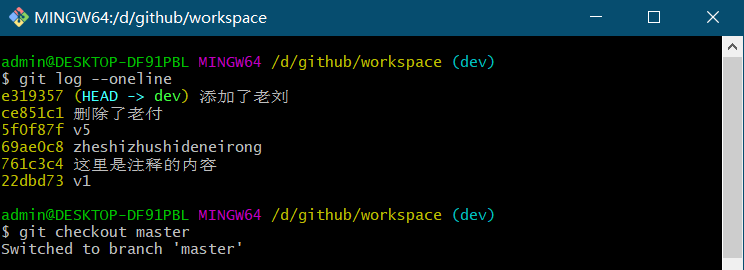 MINGW64:/d/github/workspace
admin@DESKTOP-DF91PBL MINGW64 /d/github/workspace (dev)
$ git log --oneline
e319357 (HEAD -> dev) 添加了老刘
ce851c1 删除了老付
5f0f87f v5
69ae0c8 zheshizhushideneirong
761c3c4 这里是注释的内容
22dbd73 v1
admin@DESKTOP-DF91PBL MINGW64 /d/github/workspace (dev)
$ git checkout master
Switched to branch 'master'